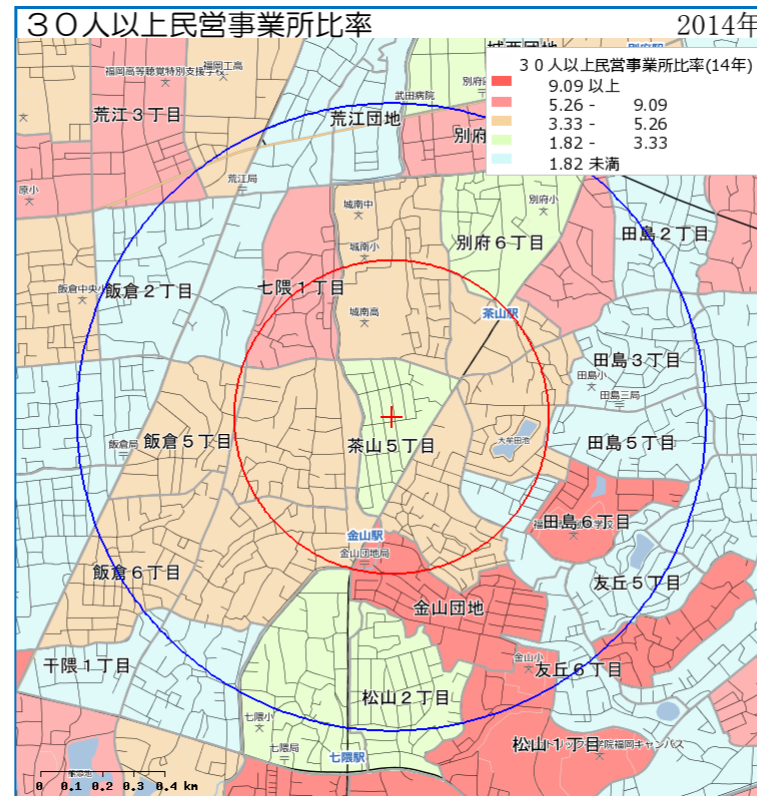 ３０人以上民営事業所比率
2014年
３０人以上民営事業所比率(14年)
9.09 以上
5.26 - 9.09
3.33 - 5.26
1.82 - 3.33
1.82 未満
福岡高等聴覚特別支援学校
福岡工高
武田病院
荒江３丁目
荒江団地
原小
荒江局
城南中
別府小
城南小
別府６丁目
田島２丁目
飯倉中央小
飯倉２丁目
七隈１丁目
城南高
茶山駅
田島３丁目
田島小
田島三局
飯倉局
飯倉５丁目
茶山５丁目
大牟田池
田島５丁目
金山駅
金山団地局
田島６丁目
飯倉６丁目
友丘５丁目
金山団地
干隈１丁目
金山小
友丘６丁目
松山２丁目
七隈小
七隈局
七隈駅
松山１丁目
0 0.1 0.2 0.3 0.4 km